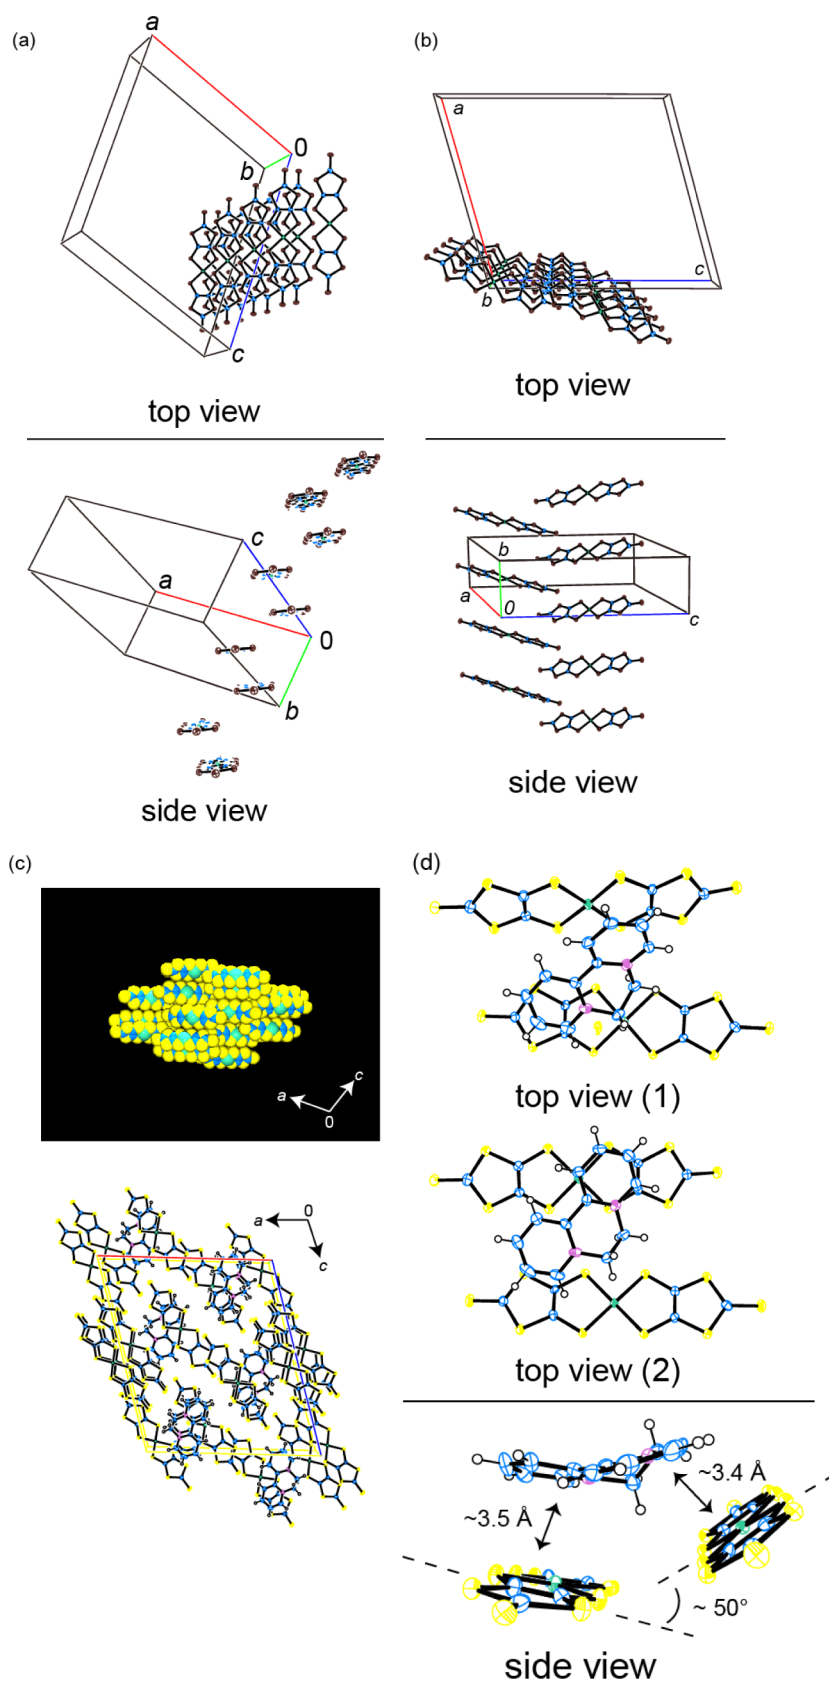 (a)
a
0
b
c
top view
(b)
a
c
b
top view
c
a
0
b
side view
b
a
0
c
side view
(c)
a
c
0
a
0
c
(d)
top view (1)
top view (2)
~3.4 Å
~3.5 Å
~ 50°
side view